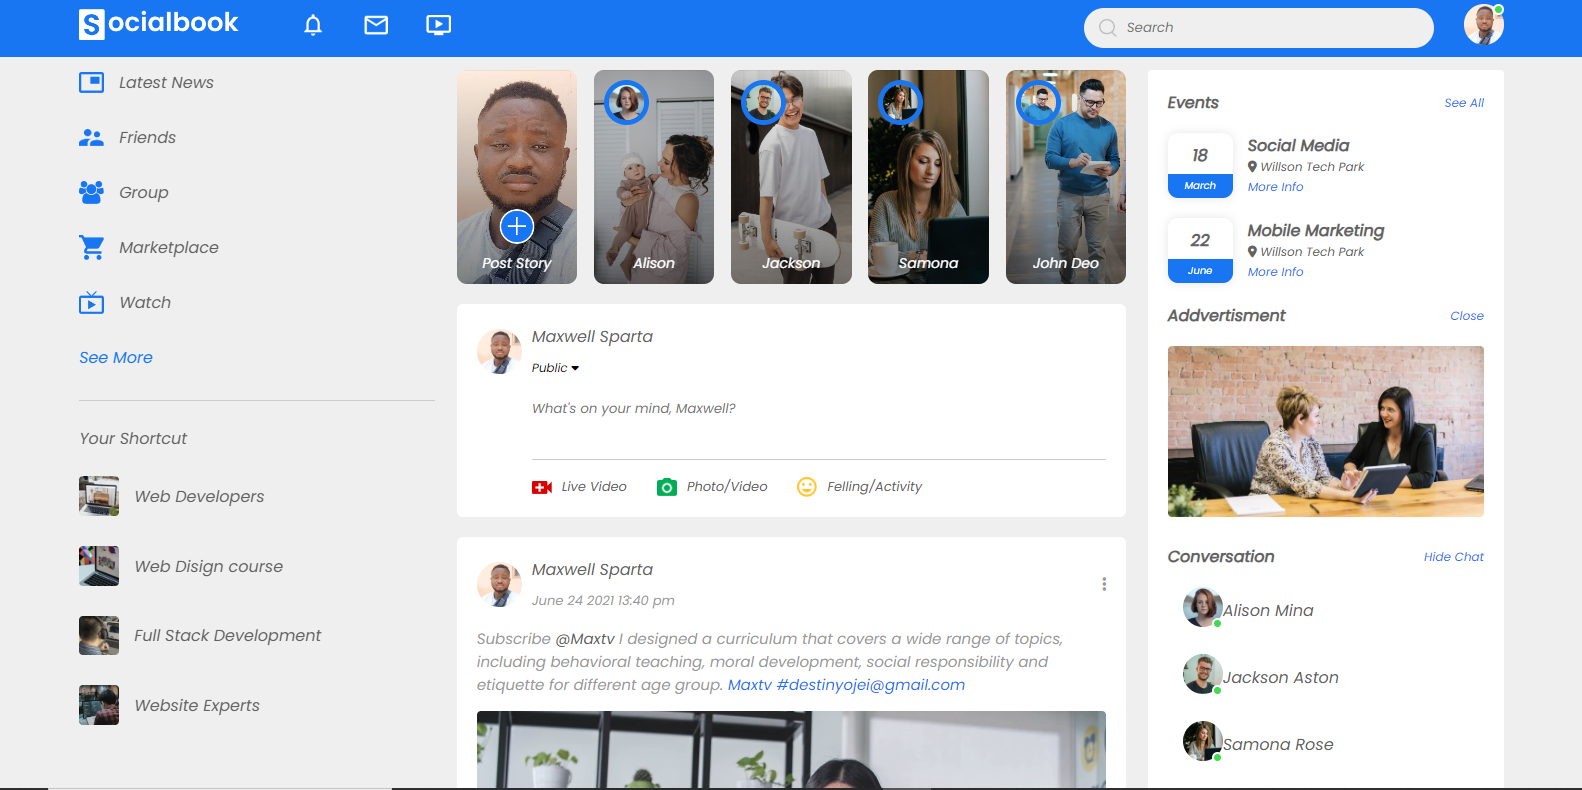 Socialbook
Search
Latest News
Friends
Group
Marketplace
Watch
See More
Your Shortcut
Web Developers
Web Disign course
Full Stack Development
Website Experts
Post Story
Alison
Jackson
Samona
John Deo
Maxwell Sparta
Public
What's on your mind, Maxwell?
Live Video
Photo/Video
Felling/Activity
Maxwell Sparta
June 24 2021 13:40 pm
Subscribe @Maxtv I designed a curriculum that covers a wide range of topics,
including behavioral teaching, moral development, social responsibility and
etiquette for different age group. Maxtv #destinyojei@gmail.com
Events
See All
18
March
Social Media
Willson Tech Park
More Info
22
June
Mobile Marketing
Willson Tech Park
More Info
Addvertisment
Close
Conversation
Hide Chat
Alison Mina
Jackson Aston
Samona Rose